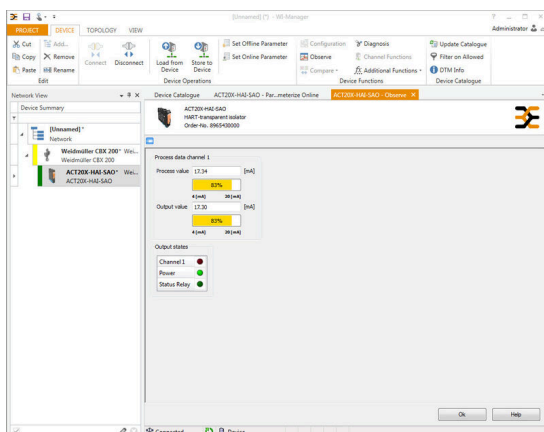 [Unnamed] (*) - WI-Manager
PROJECT DEVICE TOPOLOGY VIEW
Administrator
Cut Add... Set Offline Parameter Configuration Diagnosis Update Catalogue
Copy Remove Connect Disconnect Load from Device Store to Device Set Online Parameter Observe Channel Functions Filter on Allowed
Paste Rename Compare Additional Functions DTM Info
Edit Device Operations Device Functions Device Catalogue
Network View
Device Catalogue ACT20X-HAI-SAO - Par...meterize Online ACT20X-HAI-SAO - Observe
Device Summary
[Unnamed]*
Network
Weidmüller CBX 200* Wei...
Weidmüller CBX 200
ACT20X-HAI-SAO* Wei...
ACT20X-HAI-SAO
ACT20X-HAI-SAO
HART-transparent isolator
Order-No. 8965430000
Process data channel 1
Process value 17.34 [mA]
83%
4 [mA] 20 [mA]
Output value 17.30 [mA]
83%
4 [mA] 20 [mA]
Output states
Channel 1
Power
Status Relay
Ok Help
Connected Device